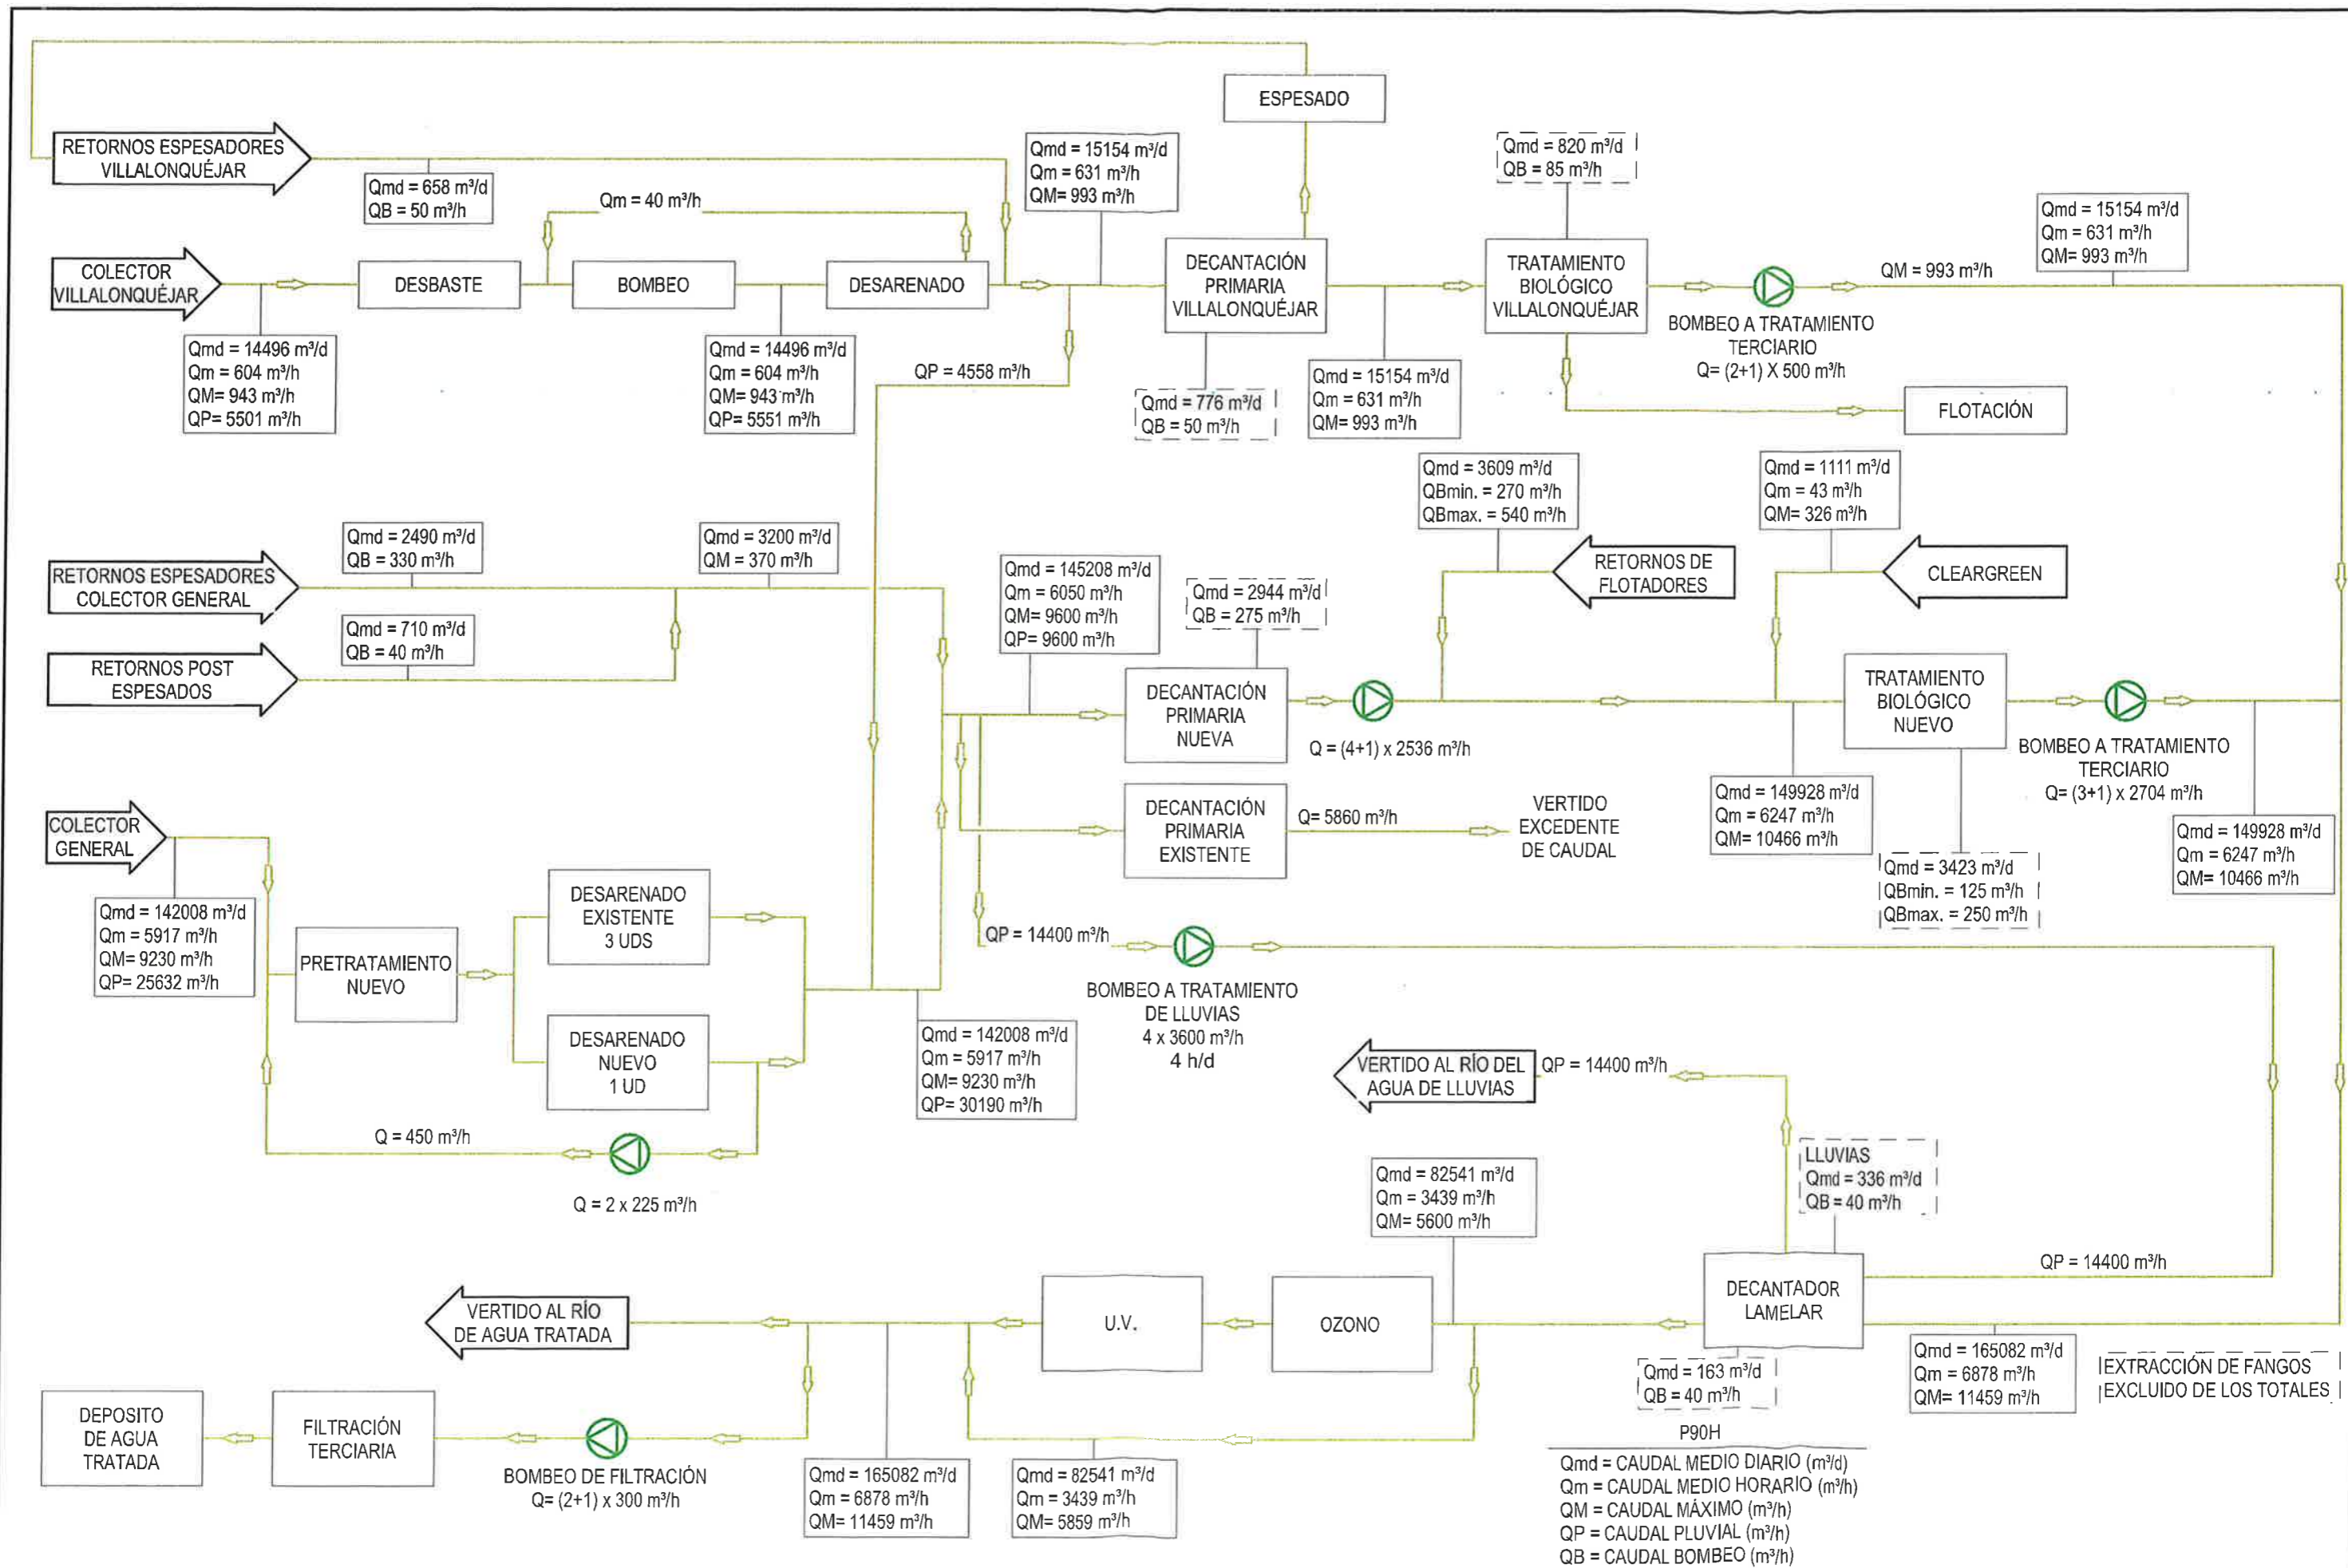 ESPESADO
RETORNOS ESPESADORES
VILLALONQUÉJAR
Qmd = 658 m³/d
QB = 50 m³/h
Qm = 40 m³/h
Qmd = 15154 m³/d
Qm = 631 m³/h
QM= 993 m³/h
Qmd = 820 m³/d
QB = 85 m³/h
Qmd = 15154 m³/d
Qm = 631 m³/h
QM= 993 m³/h
COLECTOR
VILLALONQUÉJAR
DESBASTE
BOMBEO
DESARENADO
DECANTACIÓN
PRIMARIA
VILLALONQUÉJAR
TRATAMIENTO
BIOLÓGICO
VILLALONQUÉJAR
QM = 993 m³/h
BOMBEO A TRATAMIENTO
TERCIARIO
Q= (2+1) X 500 m³/h
Qmd = 14496 m³/d
Qm = 604 m³/h
QM= 943 m³/h
QP= 5501 m³/h
Qmd = 14496 m³/d
Qm = 604 m³/h
QM= 943 m³/h
QP= 5551 m³/h
QP = 4558 m³/h
Qmd = 776 m³/d
QB = 50 m³/h
Qmd = 15154 m³/d
Qm = 631 m³/h
QM= 993 m³/h
FLOTACIÓN
Qmd = 3609 m³/d
QBmin. = 270 m³/h
QBmax. = 540 m³/h
Qmd = 1111 m³/d
Qm = 43 m³/h
QM= 326 m³/h
RETORNOS ESPESADORES
COLECTOR GENERAL
Qmd = 2490 m³/d
QB = 330 m³/h
Qmd = 3200 m³/d
QM = 370 m³/h
Qmd = 145208 m³/d
Qm = 6050 m³/h
QM= 9600 m³/h
QP= 9600 m³/h
Qmd = 2944 m³/d
QB = 275 m³/h
RETORNOS DE
FLOTADORES
CLEARGREEN
Qmd = 710 m³/d
QB = 40 m³/h
RETORNOS POST
ESPESADOS
DECANTACIÓN
PRIMARIA
NUEVA
Q = (4+1) x 2536 m³/h
TRATAMIENTO
BIOLÓGICO
NUEVO
BOMBEO A TRATAMIENTO
TERCIARIO
Q= (3+1) x 2704 m³/h
DECANTACIÓN
PRIMARIA
EXISTENTE
Q= 5860 m³/h
VERTIDO
EXCEDENTE
DE CAUDAL
Qmd = 149928 m³/d
Qm = 6247 m³/h
QM= 10466 m³/h
Qmd = 3423 m³/d
QBmin. = 125 m³/h
QBmax. = 250 m³/h
Qmd = 149928 m³/d
Qm = 6247 m³/h
QM= 10466 m³/h
COLECTOR
GENERAL
Qmd = 142008 m³/d
Qm = 5917 m³/h
QM= 9230 m³/h
QP= 25632 m³/h
PRETRATAMIENTO
NUEVO
DESARENADO
EXISTENTE
3 UDS
DESARENADO
NUEVO
1 UD
QP = 14400 m³/h
BOMBEO A TRATAMIENTO
DE LLUVIAS
4 x 3600 m³/h
4 h/d
Qmd = 142008 m³/d
Qm = 5917 m³/h
QM= 9230 m³/h
QP= 30190 m³/h
Q = 450 m³/h
Q = 2 x 225 m³/h
VERTIDO AL RÍO DEL
AGUA DE LLUVIAS
QP = 14400 m³/h
LLUVIAS
Qmd = 336 m³/d
QB = 40 m³/h
Qmd = 82541 m³/d
Qm = 3439 m³/h
QM= 5600 m³/h
QP = 14400 m³/h
VERTIDO AL RÍO
DE AGUA TRATADA
U.V.
OZONO
DECANTADOR
LAMELAR
Qmd = 163 m³/d
QB = 40 m³/h
Qmd = 165082 m³/d
Qm = 6878 m³/h
QM= 11459 m³/h
EXTRACCIÓN DE FANGOS
EXCLUIDO DE LOS TOTALES
DEPOSITO
DE AGUA
TRATADA
FILTRACIÓN
TERCIARIA
BOMBEO DE FILTRACIÓN
Q= (2+1) x 300 m³/h
Qmd = 165082 m³/d
Qm = 6878 m³/h
QM= 11459 m³/h
Qmd = 82541 m³/d
Qm = 3439 m³/h
QM= 5859 m³/h
P90H
Qmd = CAUDAL MEDIO DIARIO (m³/d)
Qm = CAUDAL MEDIO HORARIO (m³/h)
QM = CAUDAL MÁXIMO (m³/h)
QP = CAUDAL PLUVIAL (m³/h)
QB = CAUDAL BOMBEO (m³/h)